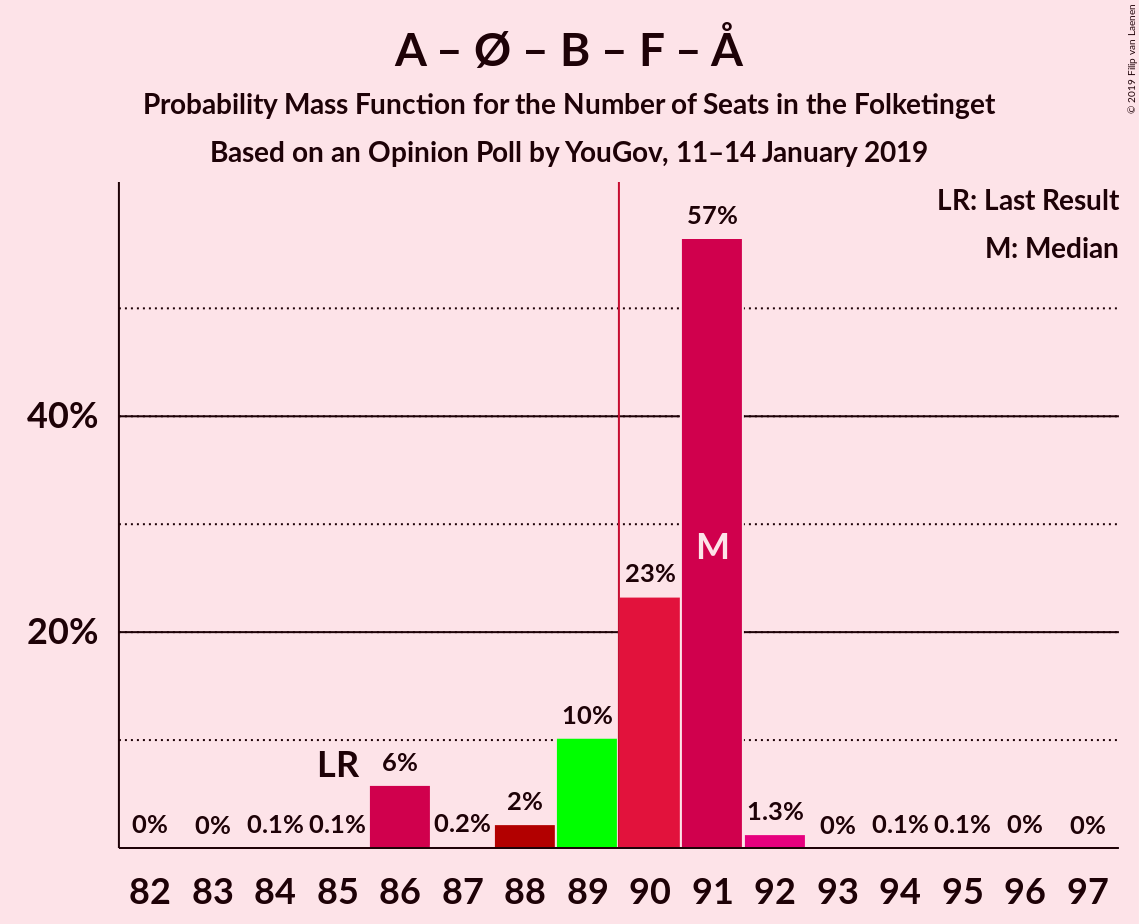 A – Ø – B – F – Å
Probability Mass Function for the Number of Seats in the Folketinget
Based on an Opinion Poll by YouGov, 11–14 January 2019
© 2019 Filip van Laenen
LR: Last Result
M: Median
40%
20%
0%
0%
0.1%
0.1%
LR
6%
0.2%
2%
10%
23%
57%
M
1.3%
0%
0.1%
0.1%
0%
0%
82 83 84 85 86 87 88 89 90 91 92 93 94 95 96 97